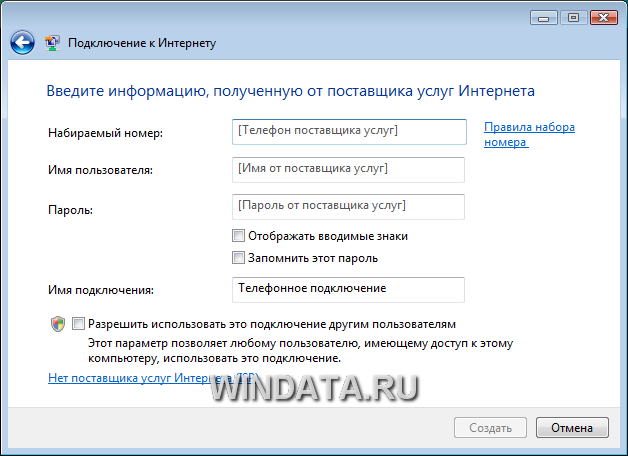 Подключение к Интернету
Введите информацию, полученную от поставщика услуг Интернета
Набираемый номер:
[Телефон поставщика услуг]
Правила набора
номера
Имя пользователя:
[Имя от поставщика услуг]
Пароль:
[Пароль от поставщика услуг]
Отображать вводимые знаки
Запомнить этот пароль
Имя подключения:
Телефонное подключение
Разрешить использовать это подключение другим пользователям
Этот параметр позволяет любому пользователю, имеющему доступ к этому
компьютеру, использовать это подключение.
Нет поставщика услуг Интернета
WINDATA.RU
Создать
Отмена